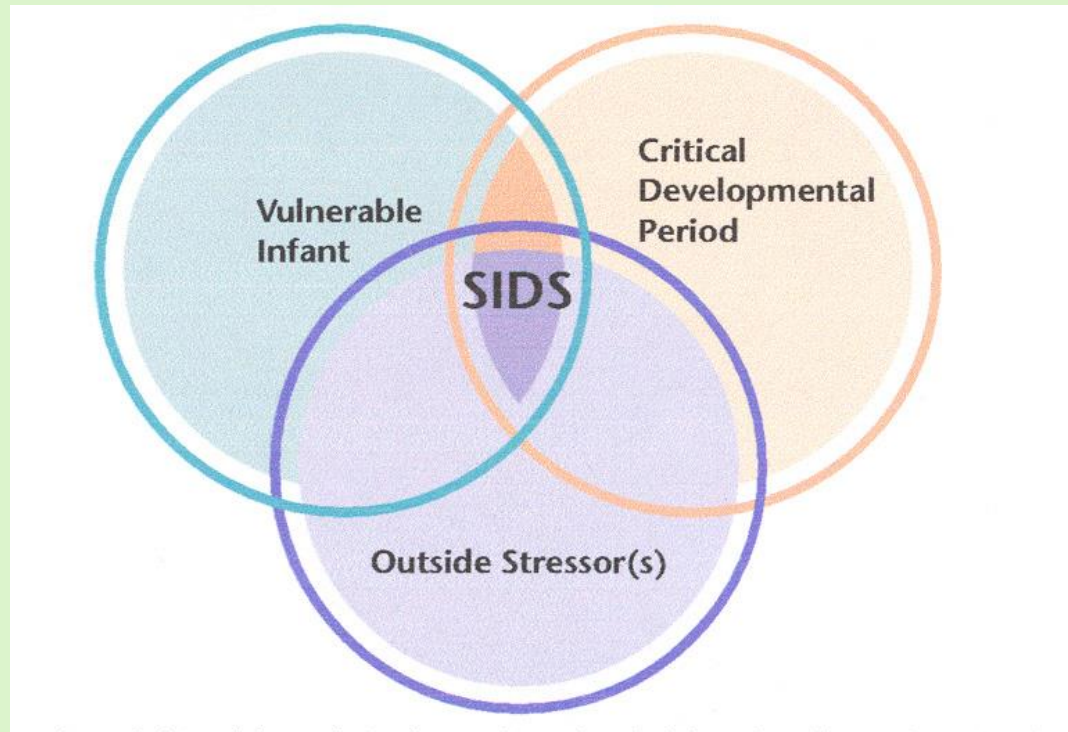 Critical
Developmental
Period
Vulnerable
Infant
SIDS
Outside Stressor(s)